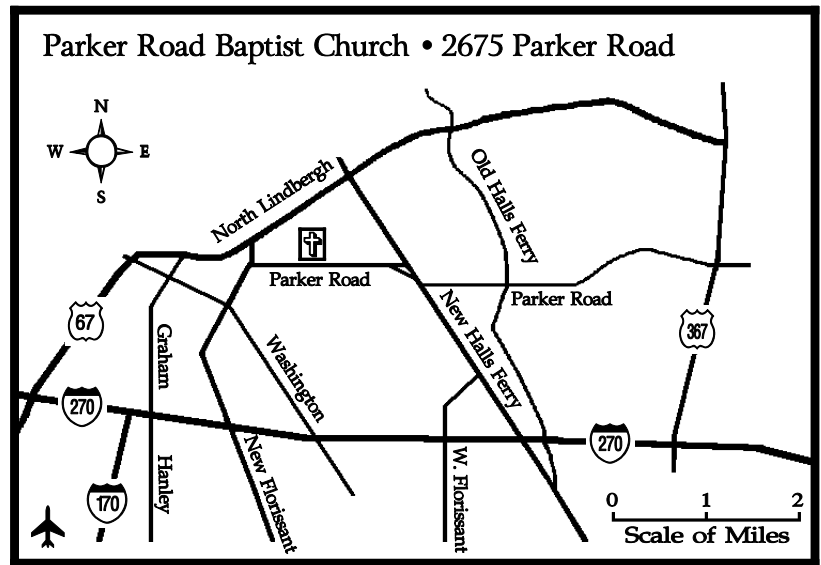 Parker Road Baptist Church • 2675 Parker Road
N
W E
S
North Lindbergh
Old Halls Ferry
Parker Road
Parker Road
67
Graham
Washington
New Halls Ferry
367
270
270
Hanley
New Florissant
W. Florissant
170
0 1 2
Scale of Miles